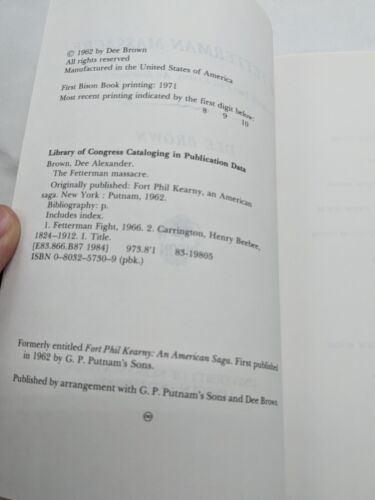 © 1962 by Dee Brown
All rights reserved
Manufactured in the United States of America
First Bison Book printing: 1971
Most recent printing indicated by the first digit below:
8 9 10
Library of Congress Cataloging in Publication Data
Brown, Dee Alexander.
The Fetterman massacre.
Originally published: Fort Phil Kearny, an American
saga. New York : Putnam, 1962.
Bibliography: p.
Includes index.
1. Fetterman Fight, 1966. 2. Carrington, Henry Beebee,
1824-1912. I. Title.
[E83.866.B87 1984] 973.8'1 83-19805
ISBN 0-8032-5730-9 (pbk.)
Formerly entitled Fort Phil Kearny: An American Saga. First published
in 1962 by G. P. Putnam's Sons.
Published by arrangement with G. P. Putnam's Sons and Dee Brown.